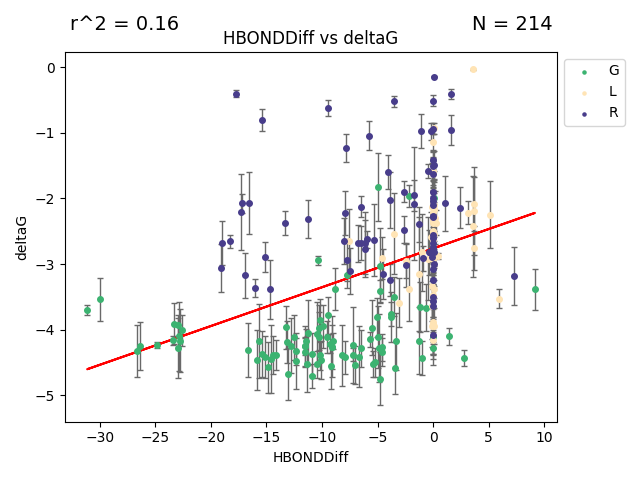 r^2 = 0.16
N = 214
HBONDDiff vs deltaG
G
L
R
deltaG
0
−1
−2
−3
−4
−5
−30
−25
−20
−15
−10
−5
0
5
10
HBONDDiff